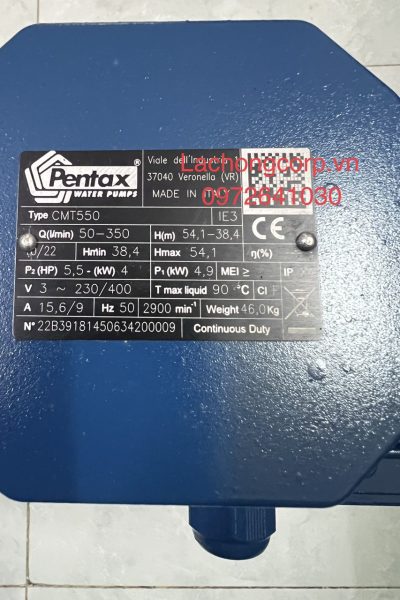 Pentax ®
WATER PUMPS
Viale dell'Industria
37040 Veronella (VR)
MADE IN
Lachongcorp.vn
0972641030
Type CMT550 IE3
Q(l/min) 50-350 H(m) 54,1-38,4
CE
/22 Hmin 38,4 Hmax 54,1 η(%)
P₂ (HP) 5,5 - (kW) 4 P₁ (kW) 4,9 MEI ≥ IP
V 3 ~ 230/400 T max liquid 90 °C Cl F
A 15,6/9 Hz 50 2900 min⁻¹ Weight 46,0Kg
N° 22B39181450634200009 Continuous Duty